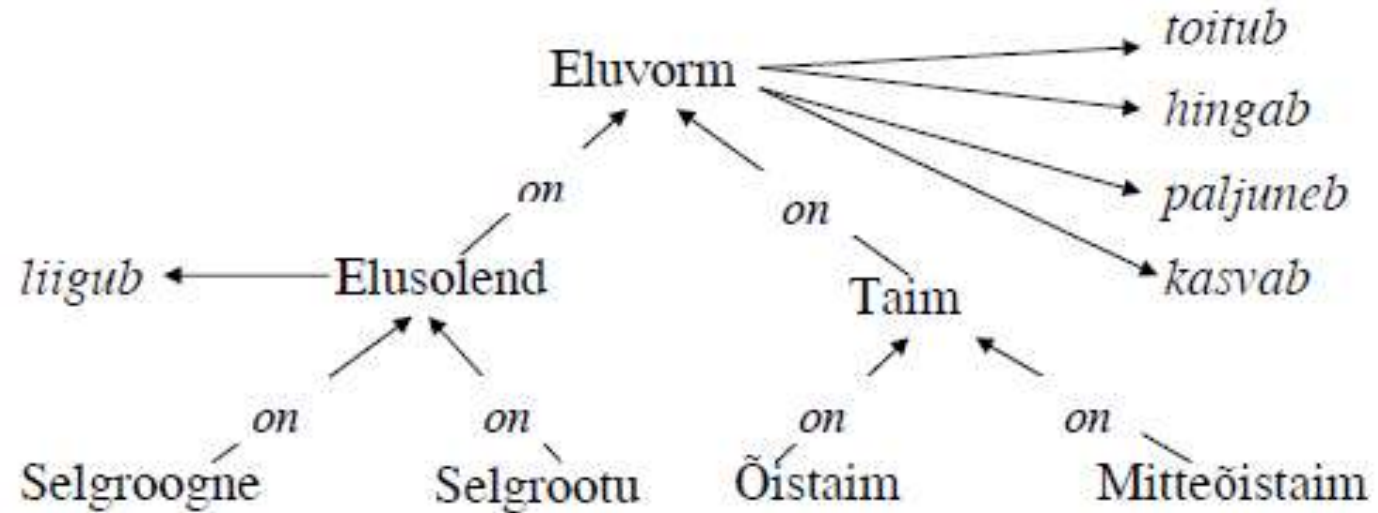 toitub
Eluvorm
hingab
on
paljuneb
on
liigub
Elusolend
kasvab
Taim
on
on
on
on
Selgroogne
Selgrootu
Õistaim
Mitteõistaim